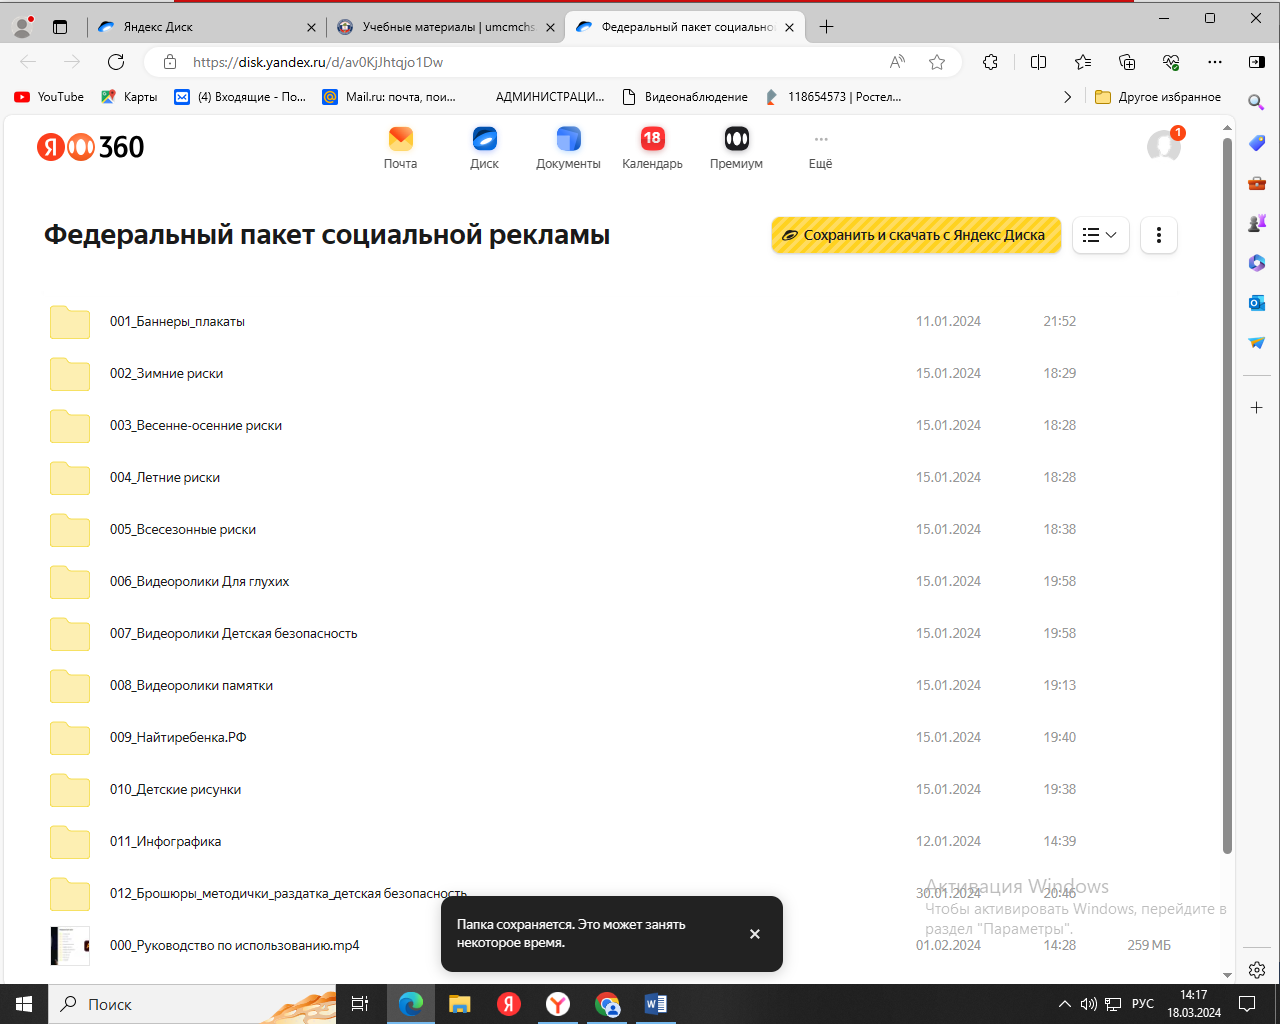 Яндекс Диск
Учебные материалы | umcmchs
Федеральный пакет социально
https://disk.yandex.ru/d/av0KjJhtqjo1Dw
YouTube
Карты
(4) Входящие - По...
Mail.ru: почта, пои...
АДМИНИСТРАЦИ...
Видеонаблюдение
118654573 | Ростел...
Другое избранное
Я 360
18
1
Почта
Диск
Документы
Календарь
Премиум
Ещё
Федеральный пакет социальной рекламы
Сохранить и скачать с Яндекс Диска
001_Баннеры_плакаты 11.01.2024 21:52
002_Зимние риски 15.01.2024 18:29
003_Весенне-осенние риски 15.01.2024 18:28
004_Летние риски 15.01.2024 18:28
005_Всесезонные риски 15.01.2024 18:38
006_Видеоролики Для глухих 15.01.2024 19:58
007_Видеоролики Детская безопасность 15.01.2024 19:58
008_Видеоролики памятки 15.01.2024 19:13
009_Найтиребенка.РФ 15.01.2024 19:40
010_Детские рисунки 15.01.2024 19:38
011_Инфографика 12.01.2024 14:39
012_Брошюры_методички_раздатка_детская безопасность 30.01.2024 20:46
000_Руководство по использованию.mp4 01.02.2024 14:28 259 МБ
Активация Windows
Чтобы активировать Windows, перейдите в
раздел "Параметры".
Папка сохраняется. Это может занять
некоторое время.
Поиск
РУС
14:17
18.03.2024